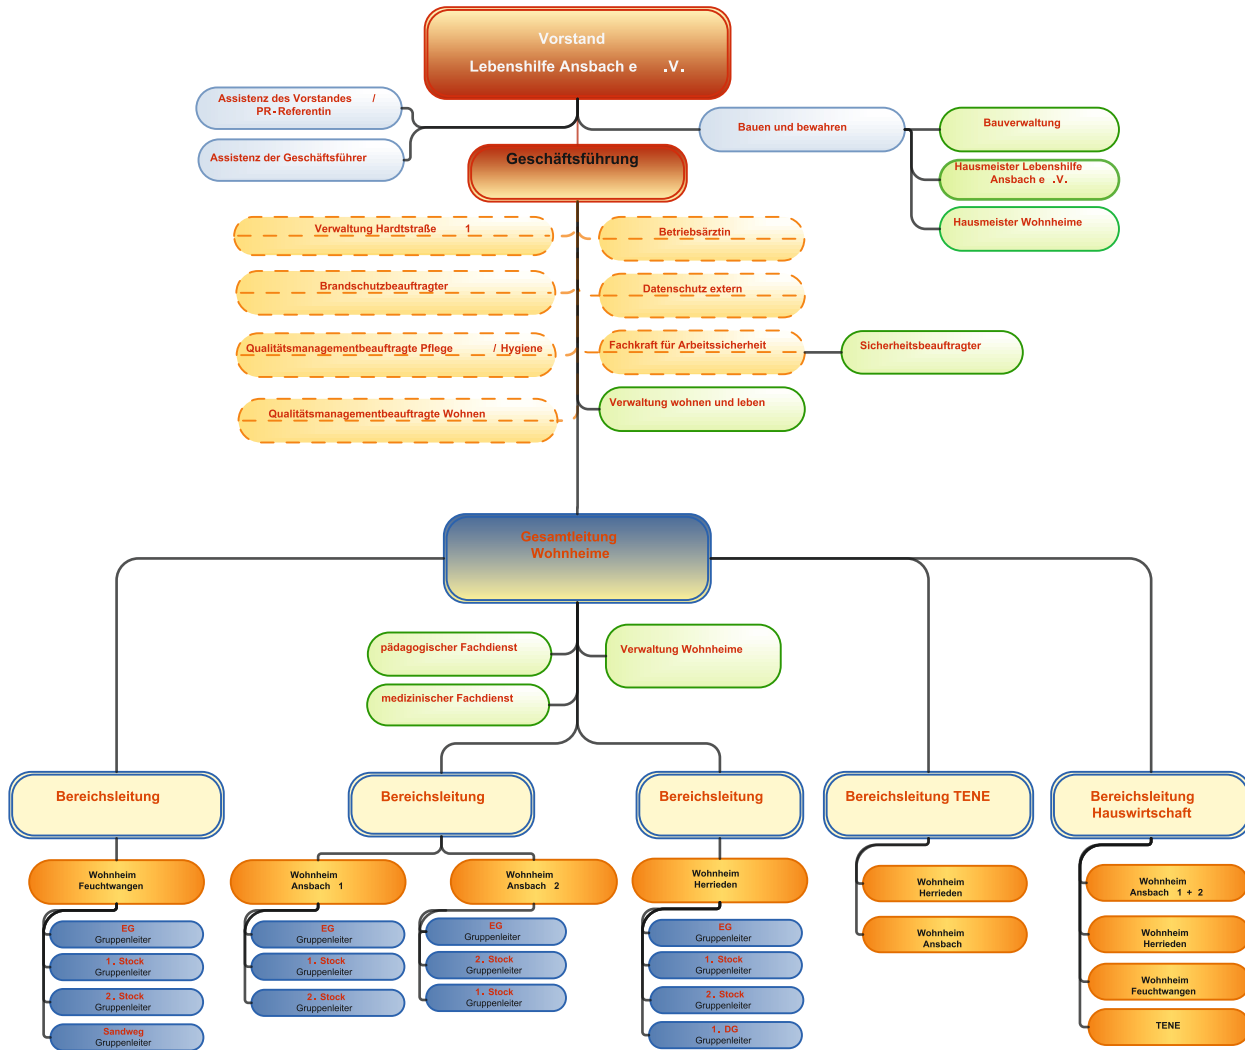 Vorstand
Lebenshilfe Ansbach e .V.
Assistenz des Vorstandes /
PR-Referentin
Assistenz der Geschäftsführer
Bauen und bewahren
Bauverwaltung
Hausmeister Lebenshilfe
Ansbach e .V.
Hausmeister Wohnheime
Geschäftsführung
Verwaltung Hardtstraße 1
Betriebsärztin
Brandschutzbeauftragter
Datenschutz extern
Qualitätsmanagementbeauftragte Pflege / Hygiene
Fachkraft für Arbeitssicherheit
Sicherheitsbeauftragter
Qualitätsmanagementbeauftragte Wohnen
Verwaltung wohnen und leben
Gesamtleitung
Wohnheime
pädagogischer Fachdienst
Verwaltung Wohnheime
medizinischer Fachdienst
Bereichsleitung
Bereichsleitung
Bereichsleitung
Bereichsleitung TENE
Bereichsleitung
Hauswirtschaft
Wohnheim
Feuchtwangen
EG
Gruppenleiter
1. Stock
Gruppenleiter
2. Stock
Gruppenleiter
Sandweg
Gruppenleiter
Wohnheim
Ansbach 1
EG
Gruppenleiter
1. Stock
Gruppenleiter
2. Stock
Gruppenleiter
Wohnheim
Ansbach 2
EG
Gruppenleiter
2. Stock
Gruppenleiter
1. Stock
Gruppenleiter
Wohnheim
Herrieden
EG
Gruppenleiter
1. Stock
Gruppenleiter
2. Stock
Gruppenleiter
1. DG
Gruppenleiter
Wohnheim
Herrieden
Wohnheim
Ansbach
Wohnheim
Ansbach 1 + 2
Wohnheim
Herrieden
Wohnheim
Feuchtwangen
TENE